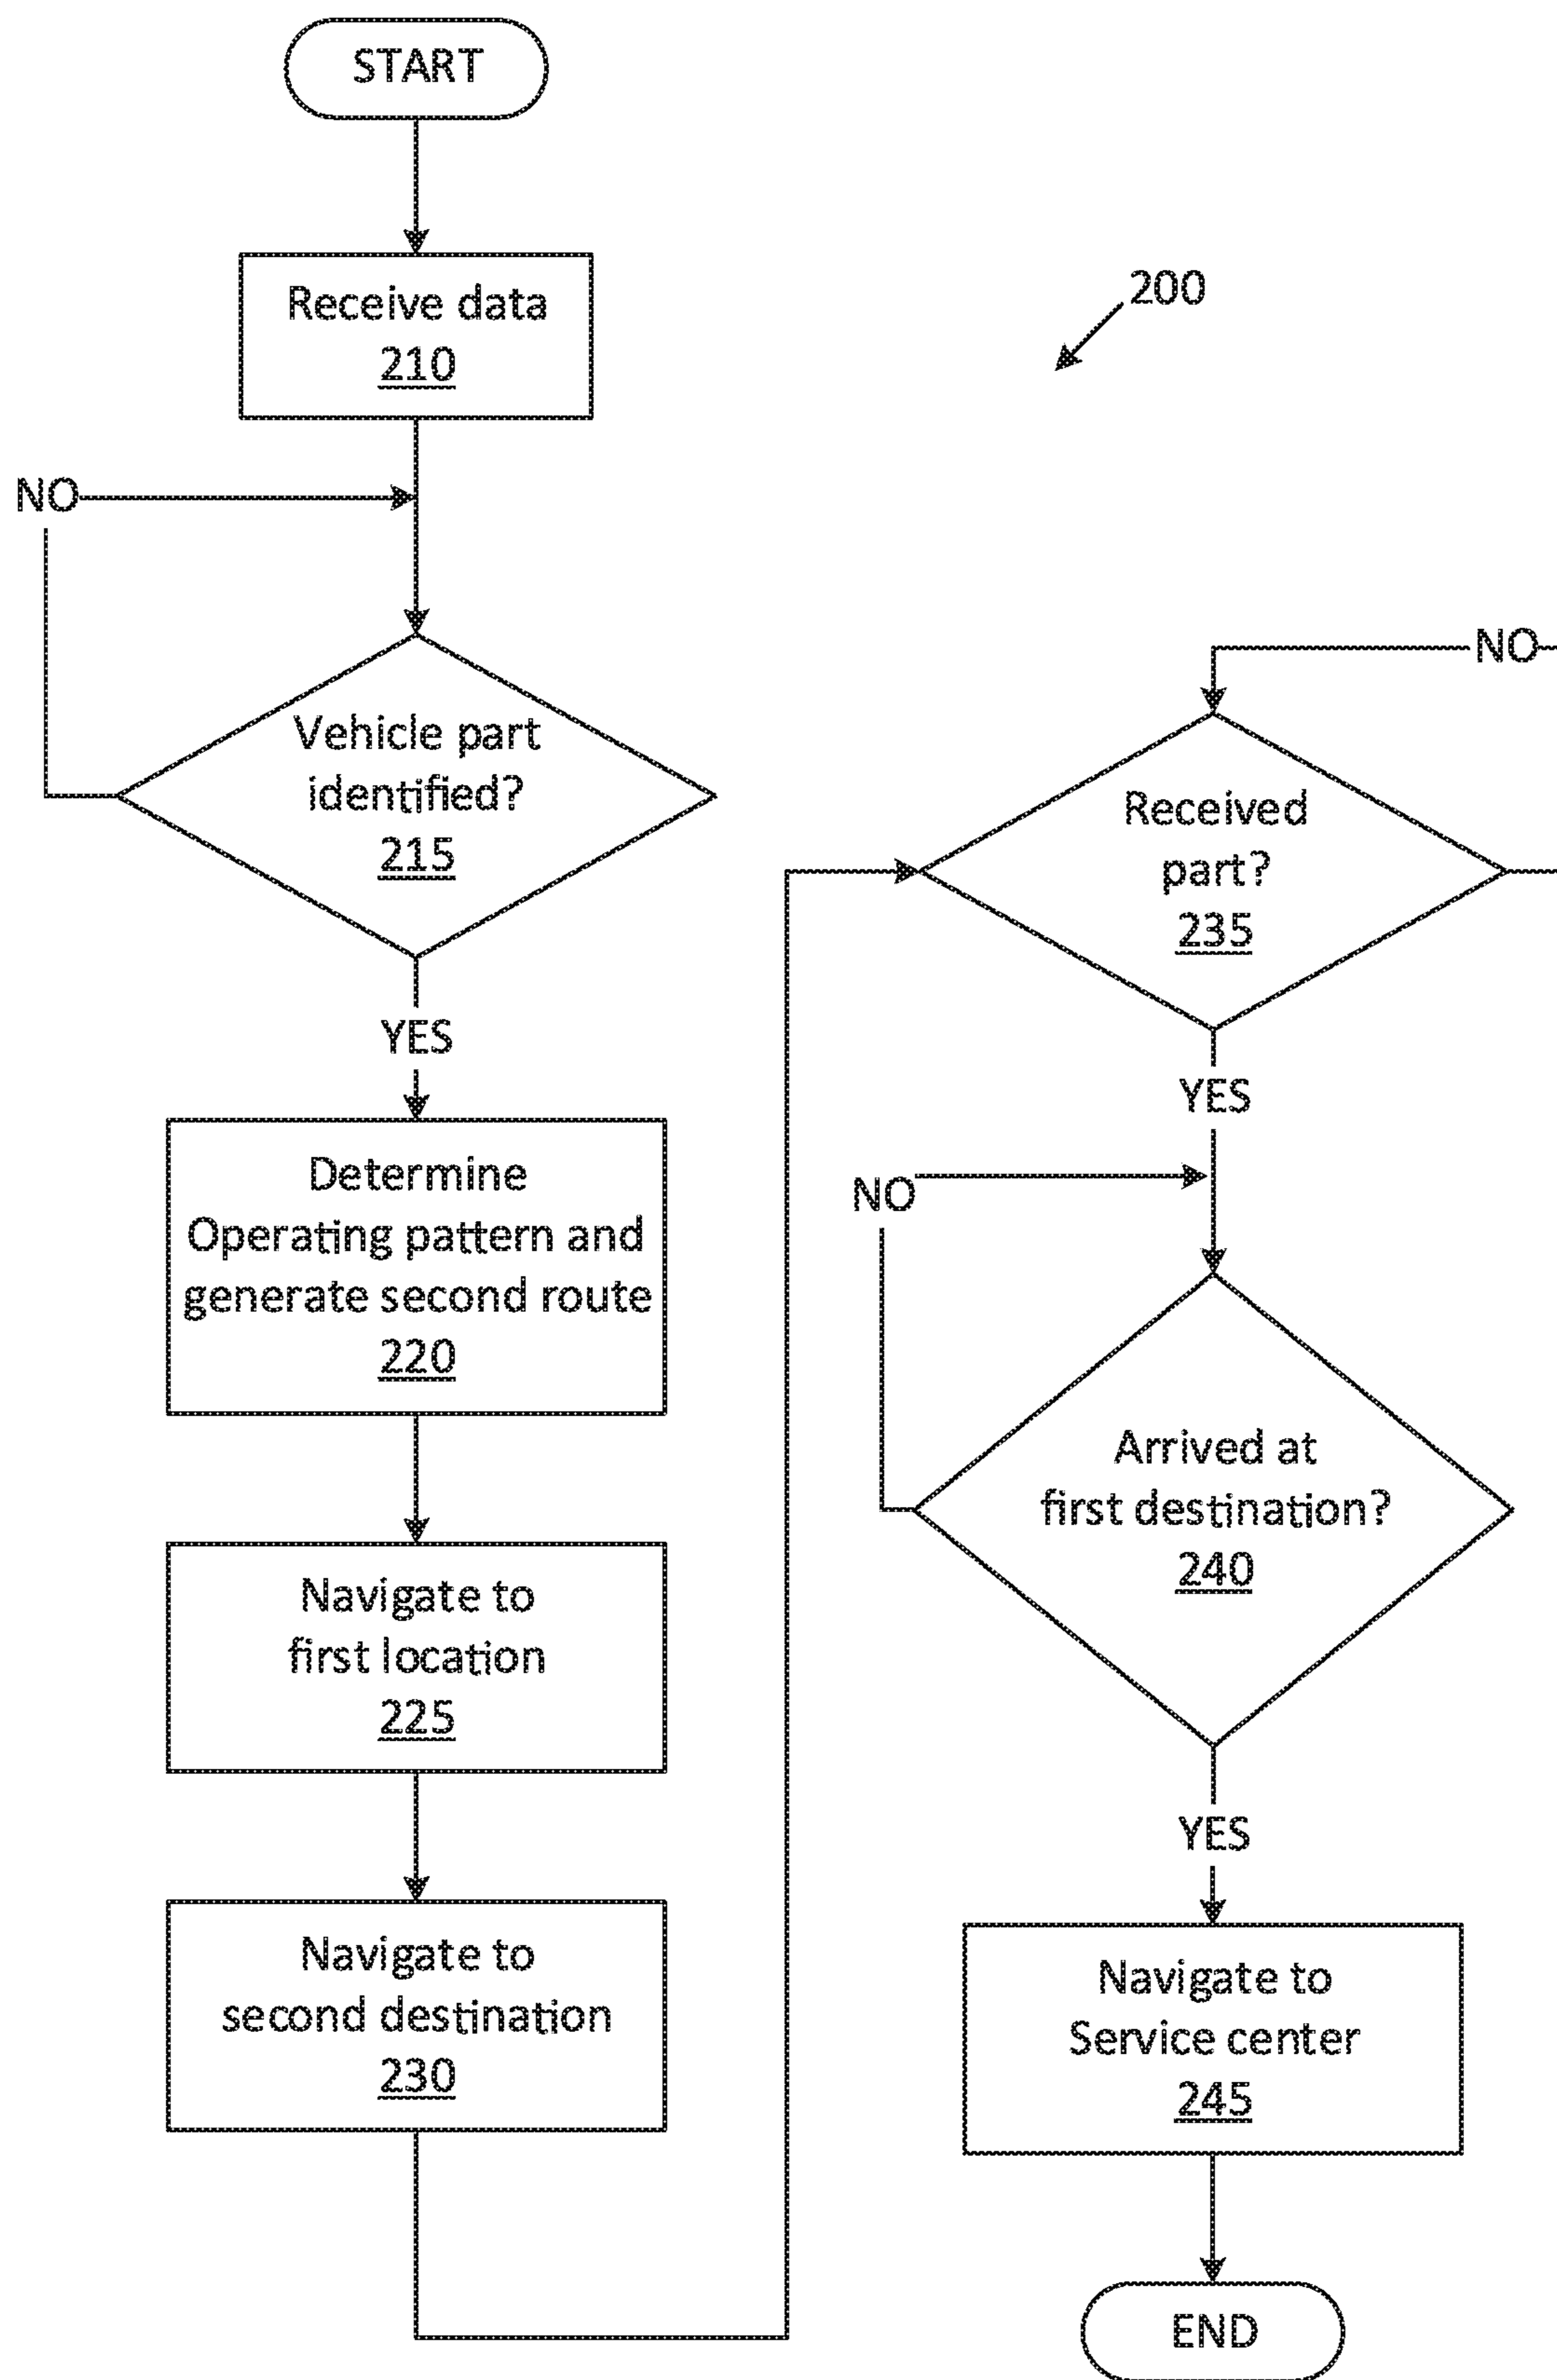 START
Receive data
210
200
NO
Vehicle part
identified?
215
YES
Determine
Operating pattern and
generate second route
220
Navigate to
first location
225
Navigate to
second destination
230
NO
Received
part?
235
YES
NO
Arrived at
first destination?
240
YES
Navigate to
Service center
245
END